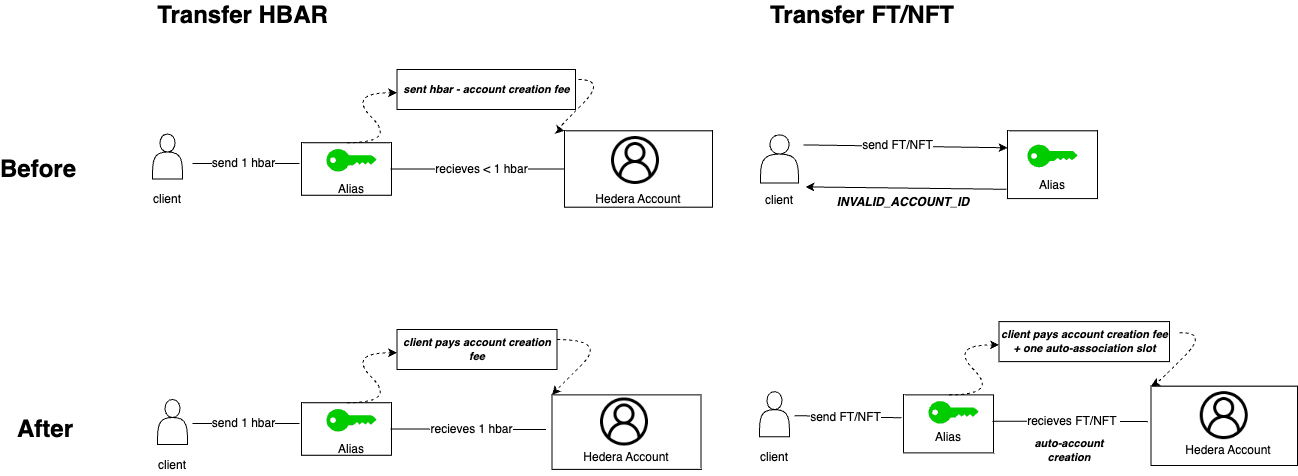 Transfer HBAR
Transfer FT/NFT
Before
sent hbar - account creation fee
send 1 hbar
recieves < 1 hbar
client
Alias
Hedera Account
send FT/NFT
INVALID_ACCOUNT_ID
client
Alias
After
client pays account creation
fee
send 1 hbar
recieves 1 hbar
client
Alias
Hedera Account
client pays account creation fee
+ one auto-association slot
send FT/NFT
recieves FT/NFT
auto-account
creation
client
Alias
Hedera Account